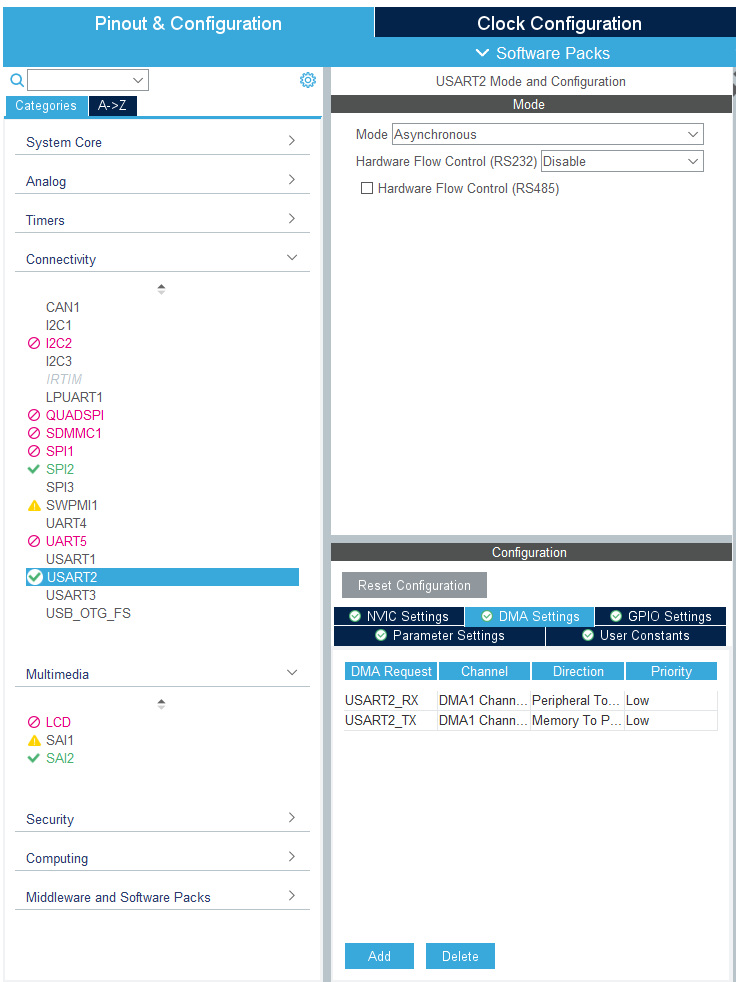 Pinout & Configuration
Clock Configuration
Software Packs
Categories
A->Z
System Core
Analog
Timers
Connectivity
CAN1
I2C1
I2C2
I2C3
IRTIM
LPUART1
QUADSPI
SDMMC1
SPI1
SPI2
SPI3
SWPMI1
UART4
UART5
USART1
USART2
USART3
USB_OTG_FS
Multimedia
LCD
SAI1
SAI2
Security
Computing
Middleware and Software Packs
USART2 Mode and Configuration
Mode
Mode Asynchronous
Hardware Flow Control (RS232) Disable
Hardware Flow Control (RS485)
Configuration
Reset Configuration
NVIC Settings
DMA Settings
GPIO Settings
Parameter Settings
User Constants
DMA Request Channel Direction Priority
USART2_RX DMA1 Chann... Peripheral To... Low
USART2_TX DMA1 Chann... Memory To P... Low
Add
Delete